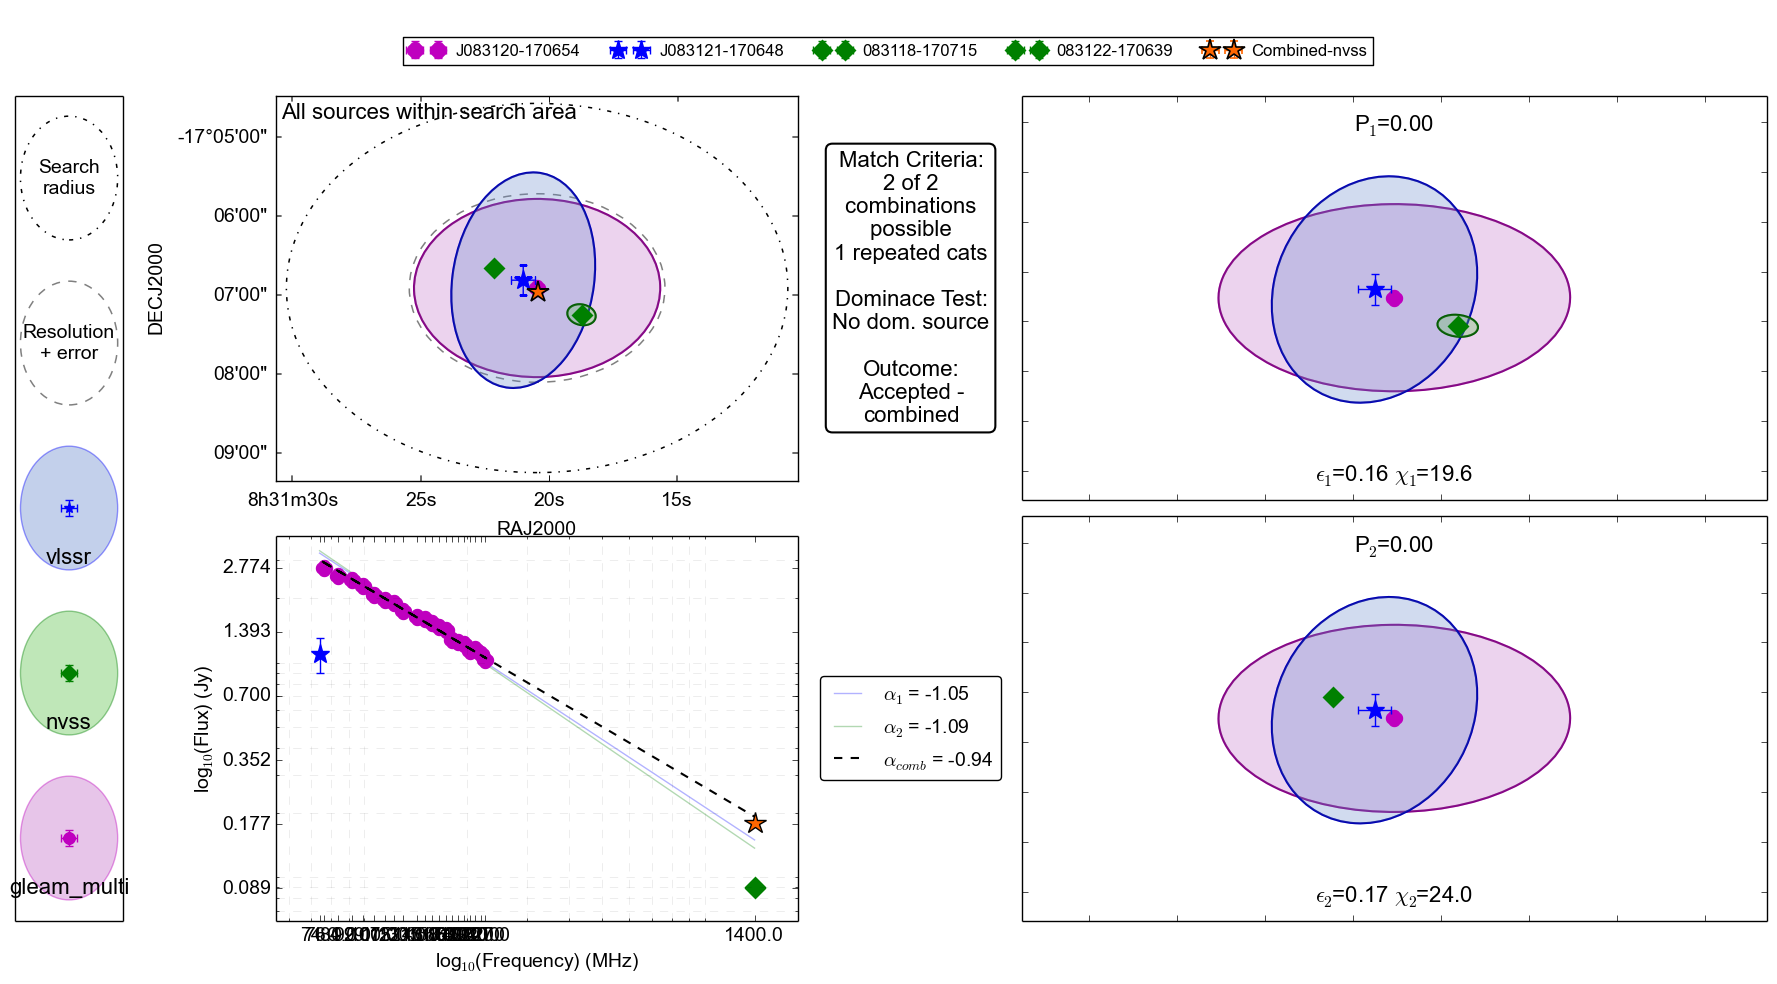 J083120-170654 J083121-170648 083118-170715 083122-170639 Combined-nvss
Search
radius
Resolution
+ error
vlssr
nvss
gleam_multi
All sources within search area
DECJ2000
-17°05'00"
06'00"
07'00"
08'00"
09'00"
8h31m30s 25s 20s 15s
RAJ2000
Match Criteria:
2 of 2
combinations
possible
1 repeated cats
Dominace Test:
No dom. source
Outcome:
Accepted -
combined
P1=0.00
ϵ1=0.16 χ1=19.6
log10(Flux) (Jy)
2.774
1.393
0.700
0.352
0.177
0.089
1400.0
log10(Frequency) (MHz)
α1 = -1.05
α2 = -1.09
αcomb = -0.94
P2=0.00
ϵ2=0.17 χ2=24.0